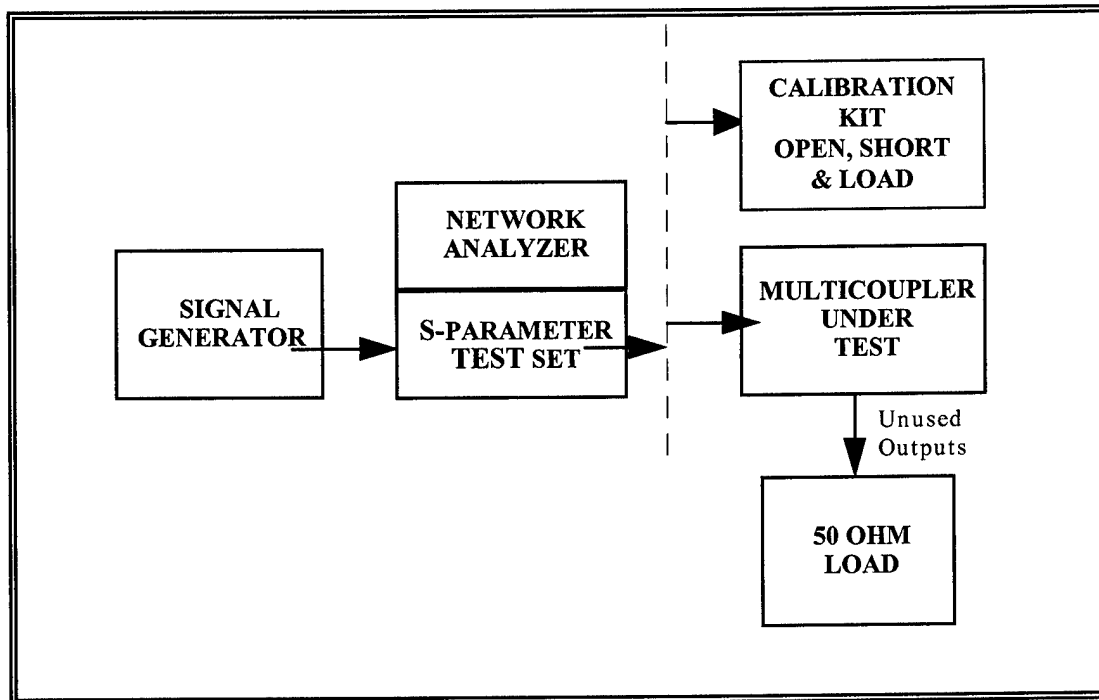 SIGNAL
GENERATOR
NETWORK
ANALYZER
S-PARAMETER
TEST SET
CALIBRATION
KIT
OPEN, SHORT
& LOAD
MULTICOUPLER
UNDER
TEST
Unused
Outputs
50 OHM
LOAD